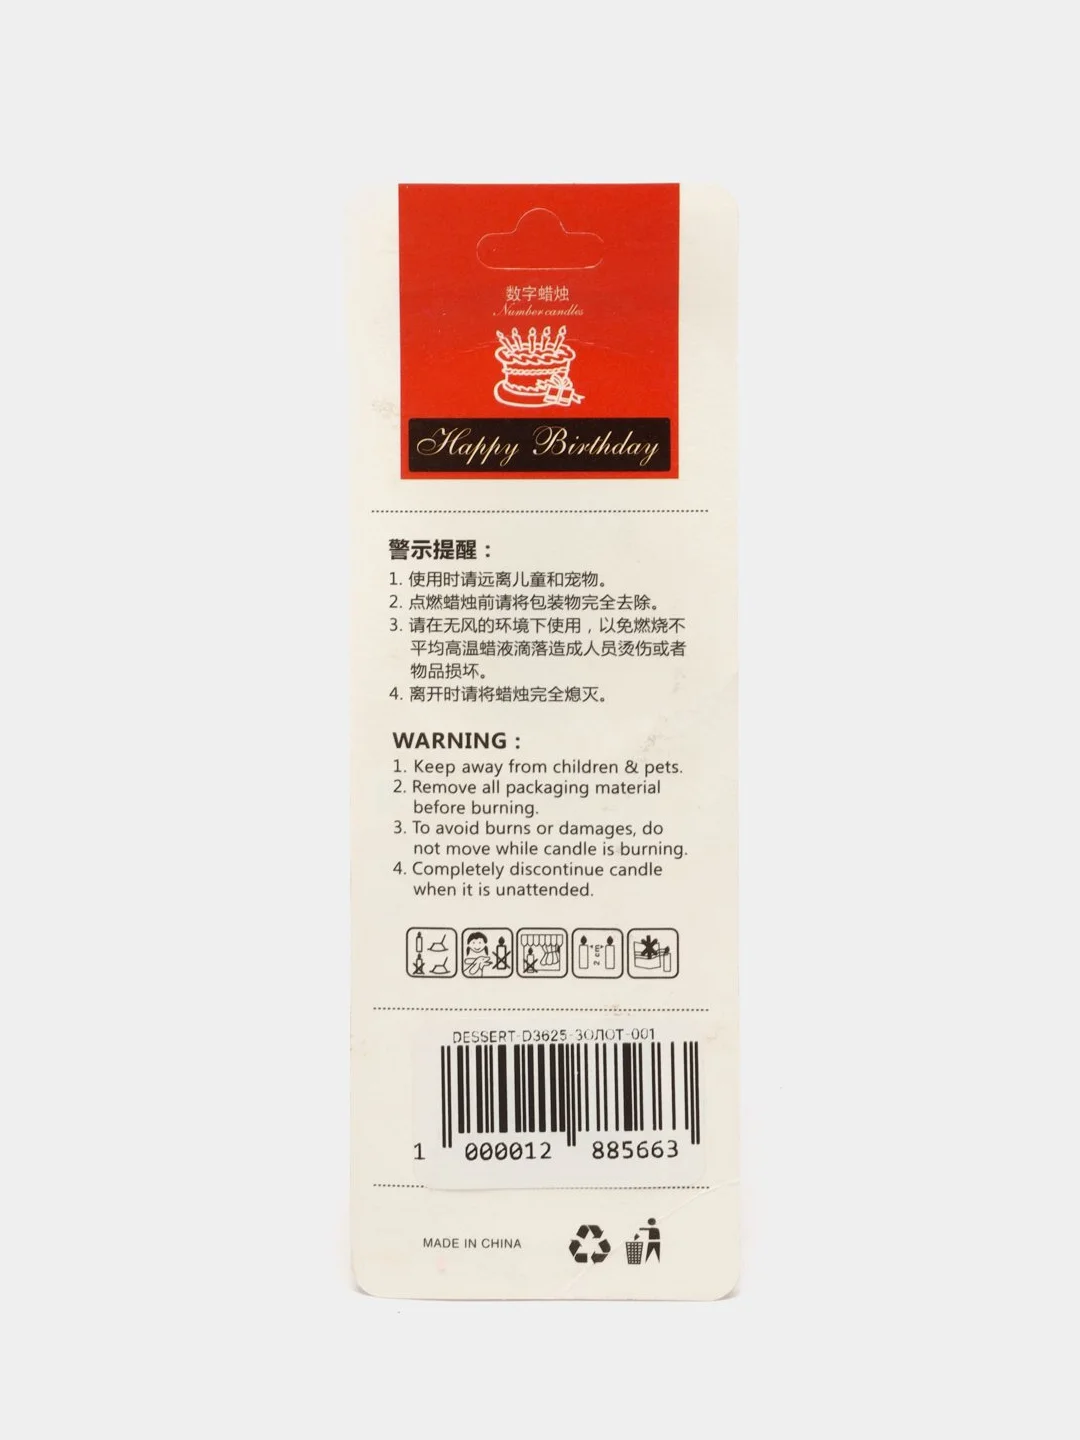 数字蜡烛
Number candles
Happy Birthday
警示提醒：
1. 使用时请远离儿童和宠物。
2. 点燃蜡烛前请将包装物完全去除。
3. 请在无风的环境下使用，以免燃烧不
平均高温蜡液滴落造成人员烫伤或者
物品损坏。
4. 离开时请将蜡烛完全熄灭。
WARNING :
1. Keep away from children & pets.
2. Remove all packaging material
before burning.
3. To avoid burns or damages, do
not move while candle is burning.
4. Completely discontinue candle
when it is unattended.
2 cm
DESSERT-D3625-ЗОЛОТ-001
1 000012 885663
MADE IN CHINA